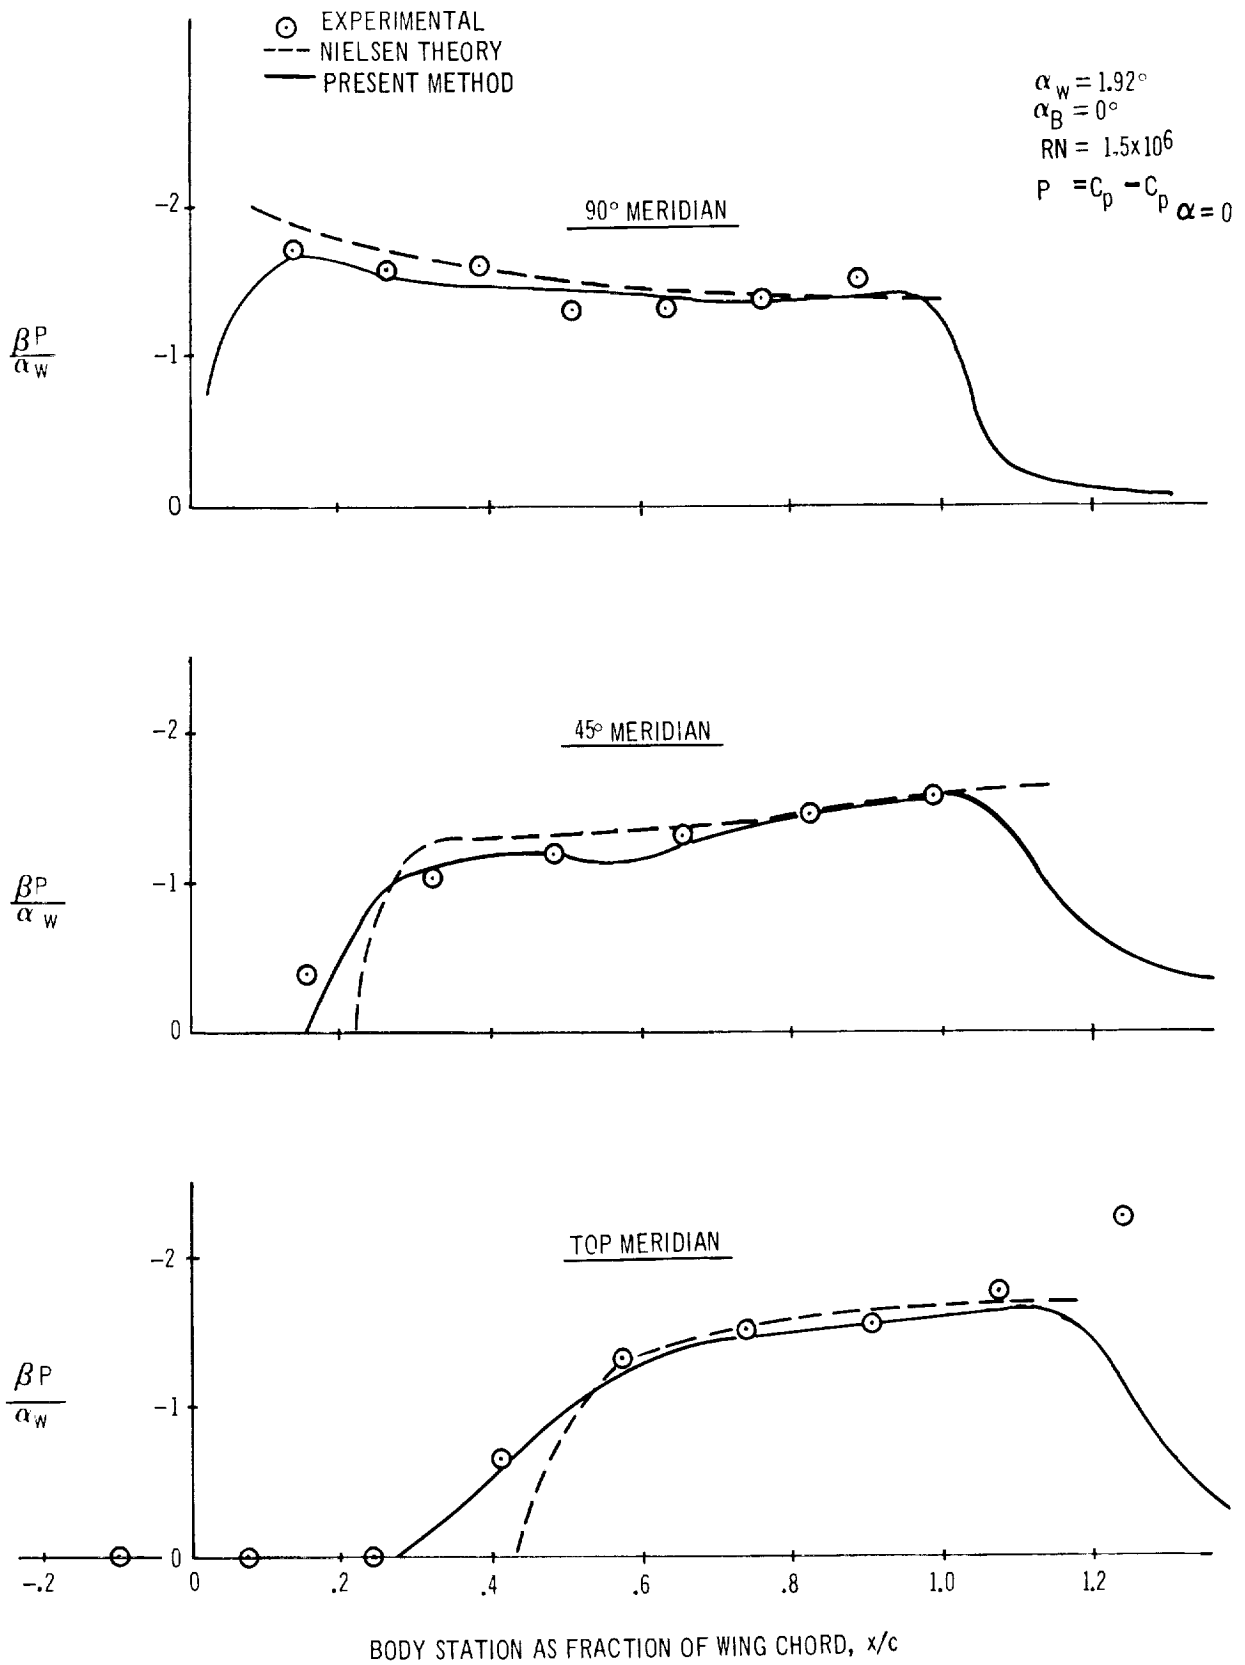 EXPERIMENTAL
NIELSEN THEORY
PRESENT METHOD
α_W = 1.92°
α_B = 0°
RN = 1.5x10⁶
P = C_p – C_p α = 0
90° MERIDIAN
-2
βP
α_W
-1
0
45° MERIDIAN
-2
βP
α_W
-1
0
TOP MERIDIAN
-2
βP
α_W
-1
0
-.2 0 .2 .4 .6 .8 1.0 1.2
BODY STATION AS FRACTION OF WING CHORD, x/c